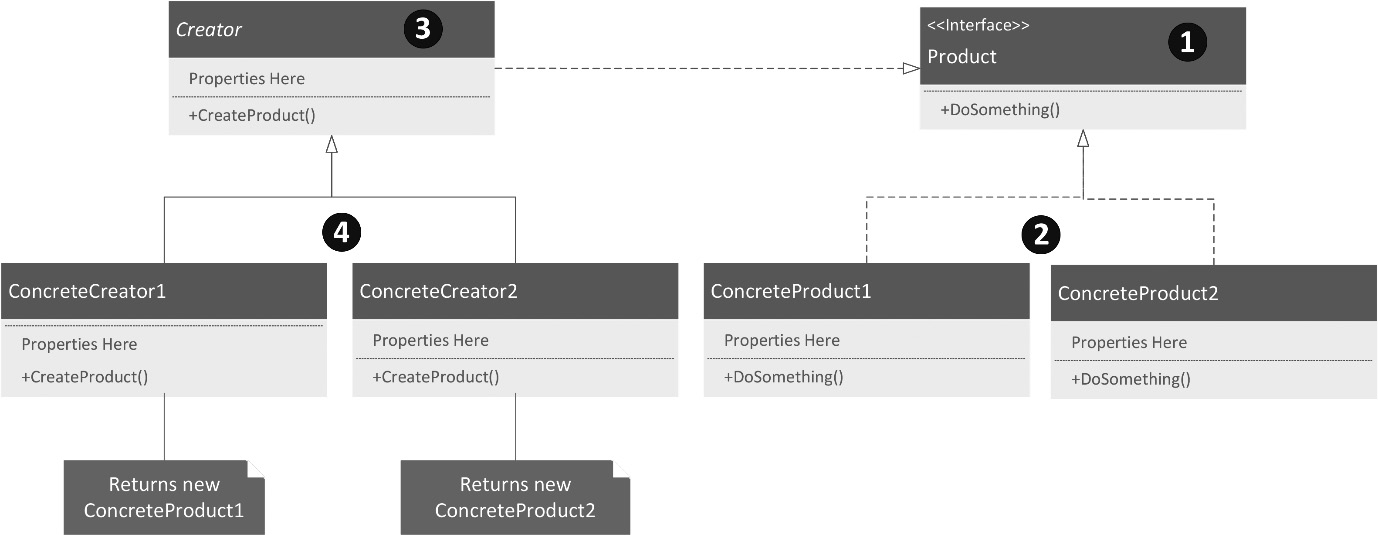 Creator
3
Properties Here
+CreateProduct()
<<Interface>>
Product
1
+DoSomething()
4
2
ConcreteCreator1
Properties Here
+CreateProduct()
ConcreteCreator2
Properties Here
+CreateProduct()
ConcreteProduct1
Properties Here
+DoSomething()
ConcreteProduct2
Properties Here
+DoSomething()
Returns new
ConcreteProduct1
Returns new
ConcreteProduct2